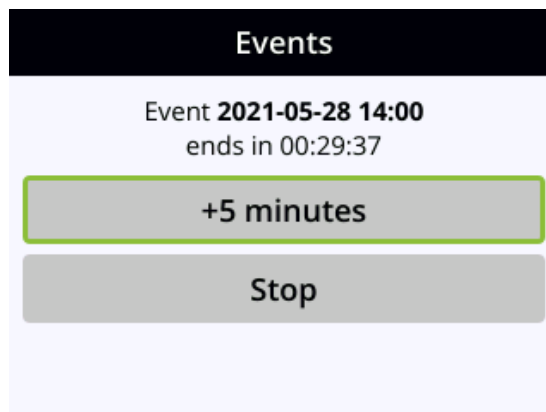 Events
Event 2021-05-28 14:00
ends in 00:29:37
+5 minutes
Stop